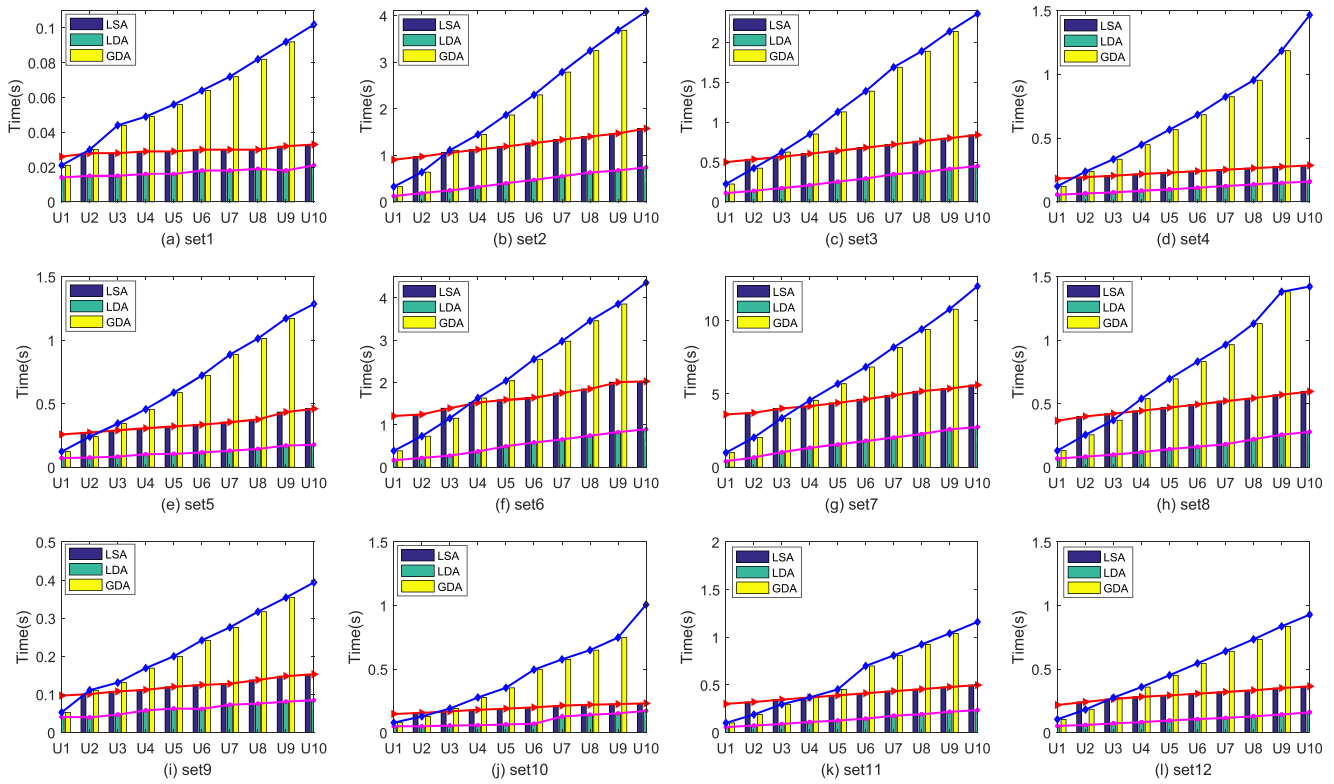 LSA
LDA
GDA
Time(s)
0.1
0.08
0.06
0.04
0.02
0
U1 U2 U3 U4 U5 U6 U7 U8 U9 U10
(a) set1
LSA
LDA
GDA
Time(s)
4
3
2
1
0
U1 U2 U3 U4 U5 U6 U7 U8 U9 U10
(b) set2
LSA
LDA
GDA
Time(s)
2
1.5
1
0.5
0
U1 U2 U3 U4 U5 U6 U7 U8 U9 U10
(c) set3
LSA
LDA
GDA
Time(s)
1.5
1
0.5
0
U1 U2 U3 U4 U5 U6 U7 U8 U9 U10
(d) set4
LSA
LDA
GDA
Time(s)
1.5
1
0.5
0
U1 U2 U3 U4 U5 U6 U7 U8 U9 U10
(e) set5
LSA
LDA
GDA
Time(s)
4
3
2
1
0
U1 U2 U3 U4 U5 U6 U7 U8 U9 U10
(f) set6
LSA
LDA
GDA
Time(s)
10
5
0
U1 U2 U3 U4 U5 U6 U7 U8 U9 U10
(g) set7
LSA
LDA
GDA
Time(s)
1.5
1
0.5
0
U1 U2 U3 U4 U5 U6 U7 U8 U9 U10
(h) set8
LSA
LDA
GDA
Time(s)
0.5
0.4
0.3
0.2
0.1
0
U1 U2 U3 U4 U5 U6 U7 U8 U9 U10
(i) set9
LSA
LDA
GDA
Time(s)
1.5
1
0.5
0
U1 U2 U3 U4 U5 U6 U7 U8 U9 U10
(j) set10
LSA
LDA
GDA
Time(s)
2
1.5
1
0.5
0
U1 U2 U3 U4 U5 U6 U7 U8 U9 U10
(k) set11
LSA
LDA
GDA
Time(s)
1.5
1
0.5
0
U1 U2 U3 U4 U5 U6 U7 U8 U9 U10
(l) set12